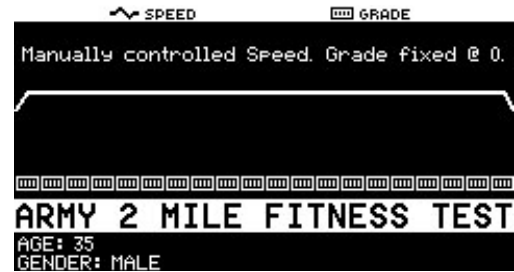 SPEED GRADE
Manually controlled Speed. Grade fixed @ 0.
ARMY 2 MILE FITNESS TEST
AGE: 35
GENDER: MALE